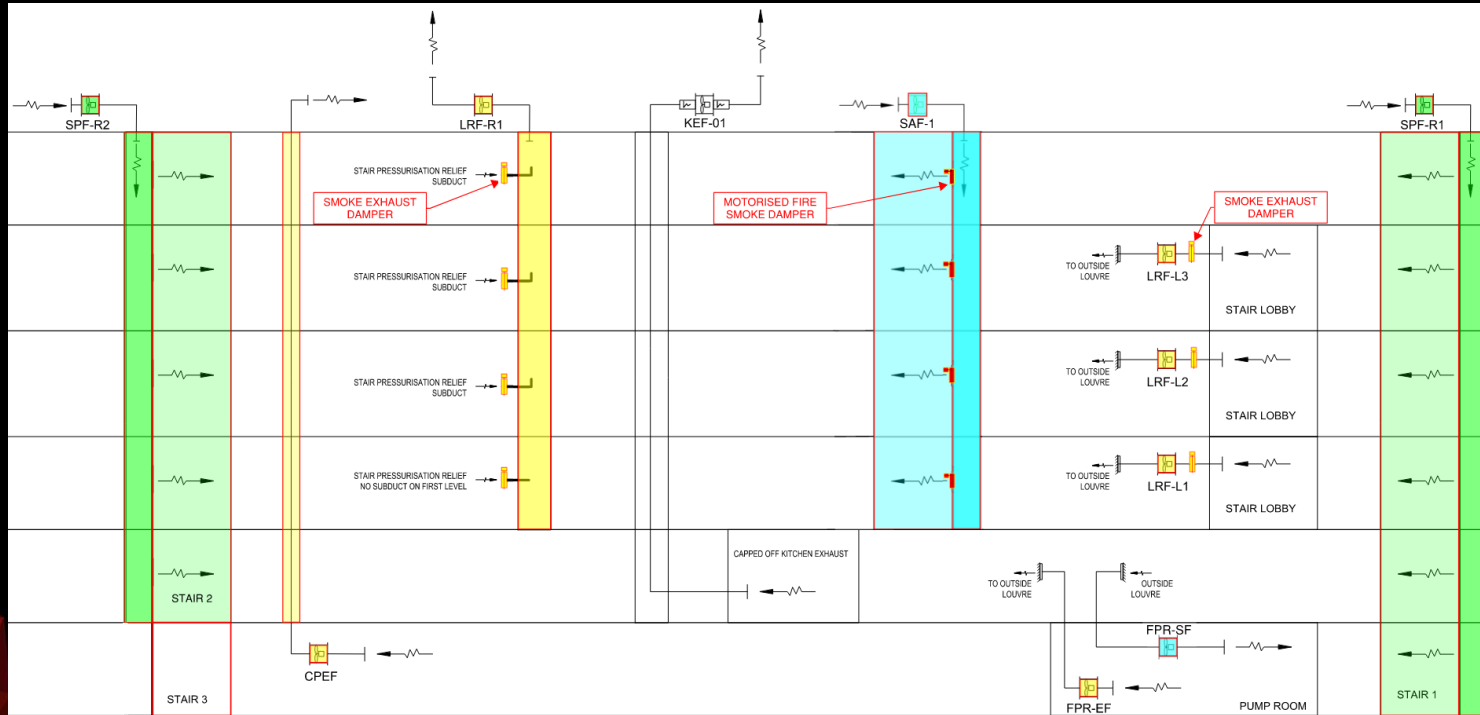 SPF-R2
LRF-R1
KEF-01
SAF-1
SPF-R1
STAIR PRESSURISATION RELIEF
SUBDUCT
SMOKE EXHAUST
DAMPER
MOTORISED FIRE
SMOKE DAMPER
SMOKE EXHAUST
DAMPER
STAIR PRESSURISATION RELIEF
SUBDUCT
TO OUTSIDE
LOUVRE
LRF-L3
STAIR LOBBY
STAIR PRESSURISATION RELIEF
SUBDUCT
TO OUTSIDE
LOUVRE
LRF-L2
STAIR LOBBY
STAIR PRESSURISATION RELIEF
NO SUBDUCT ON FIRST LEVEL
TO OUTSIDE
LOUVRE
LRF-L1
STAIR LOBBY
CAPPED OFF KITCHEN EXHAUST
TO OUTSIDE
LOUVRE
OUTSIDE
LOUVRE
STAIR 2
FPR-SF
CPEF
STAIR 3
FPR-EF
PUMP ROOM
STAIR 1